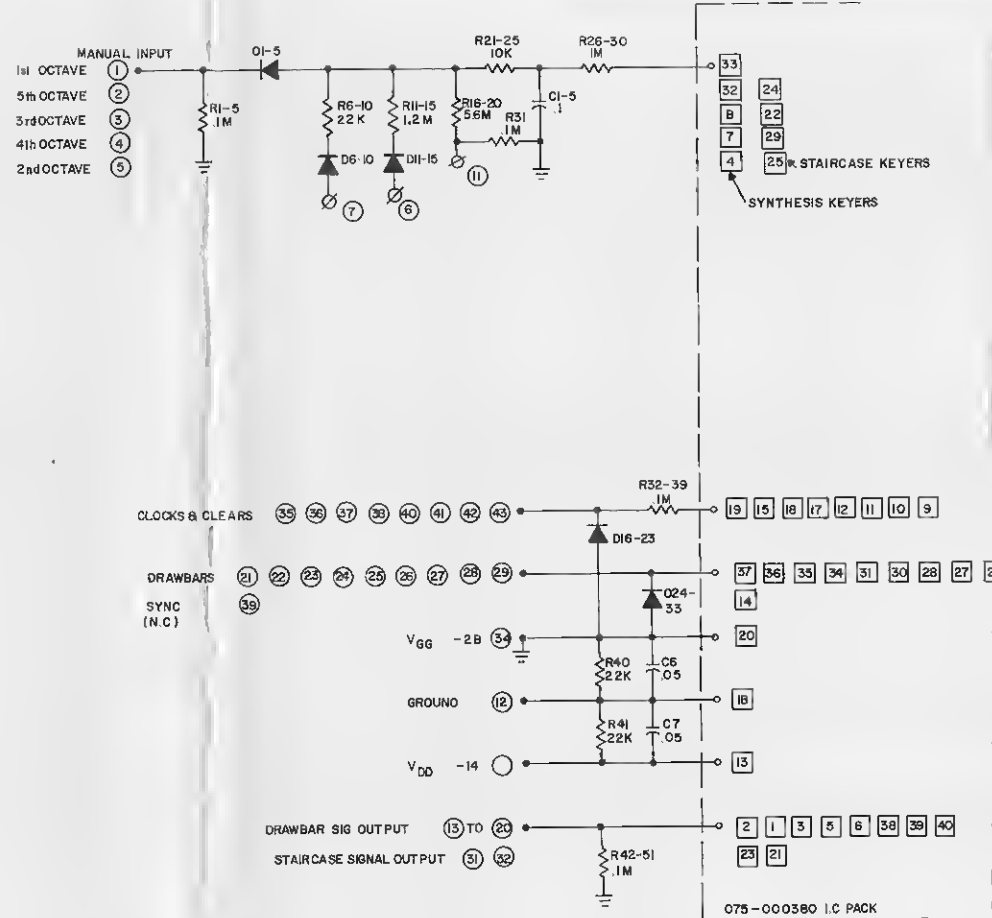 MANUAL INPUT
1st OCTAVE 1
5th OCTAVE 2
3rd OCTAVE 3
4th OCTAVE 4
2nd OCTAVE 5
D1-5
R1-5
.1M
R6-10
22K
D6-10
7
R11-15
1.2M
D11-15
6
R16-20
5.6M
11
R21-25
10K
R31
.1M
C1-5
.1
R26-30
1M
33
32 24
8 22
7 29
4 25 STAIRCASE KEYERS
SYNTHESIS KEYERS
CLOCKS & CLEARS 35 36 37 38 40 41 42 43
R32-39
.1M
19 15 18 17 12 11 10 9
D16-23
DRAWBARS 21 22 23 24 25 26 27 28 29
37 36 35 34 31 30 28 27
SYNC 39
(N.C)
D24-
33
14
VGG -28 34
20
R40
22K
C6
.05
GROUND 12
18
R41
22K
C7
.05
VDD -14
13
DRAWBAR SIG OUTPUT 13 TO 20
2 1 3 5 6 38 39 40
STAIRCASE SIGNAL OUTPUT 31 32
23 21
R42-51
.1M
075-000380 I.C PACK